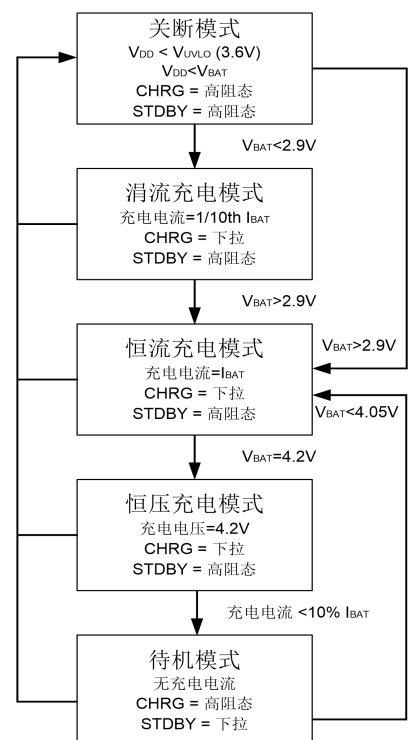 关断模式
VDD < VUVLO (3.6V)
VDD<VBAT
CHRG = 高阻态
STDBY = 高阻态
VBAT<2.9V
涓流充电模式
充电电流=1/10th IBAT
CHRG = 下拉
STDBY = 高阻态
VBAT>2.9V
恒流充电模式
充电电流=IBAT
CHRG = 下拉
STDBY = 高阻态
VBAT>2.9V
VBAT<4.05V
VBAT=4.2V
恒压充电模式
充电电压=4.2V
CHRG = 下拉
STDBY = 高阻态
充电电流 <10% IBAT
待机模式
无充电电流
CHRG = 高阻态
STDBY = 下拉